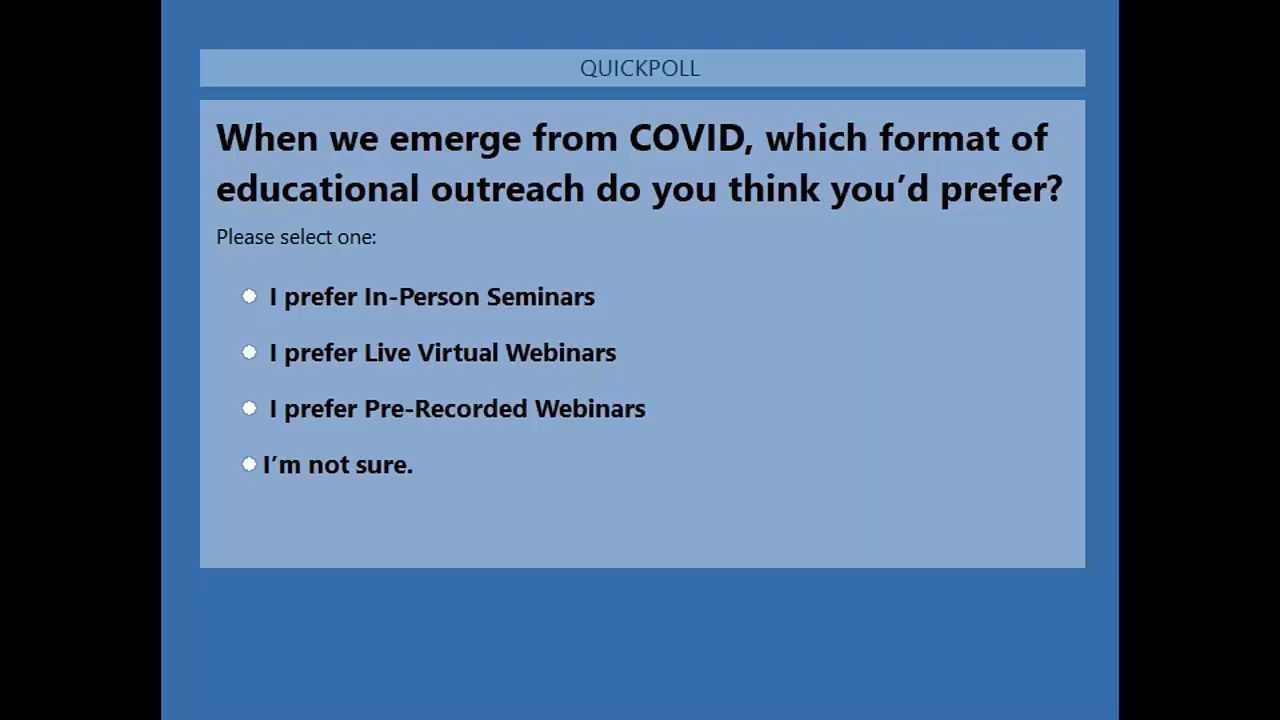 QUICKPOLL
When we emerge from COVID, which format of
educational outreach do you think you’d prefer?
Please select one:
I prefer In-Person Seminars
I prefer Live Virtual Webinars
I prefer Pre-Recorded Webinars
I’m not sure.